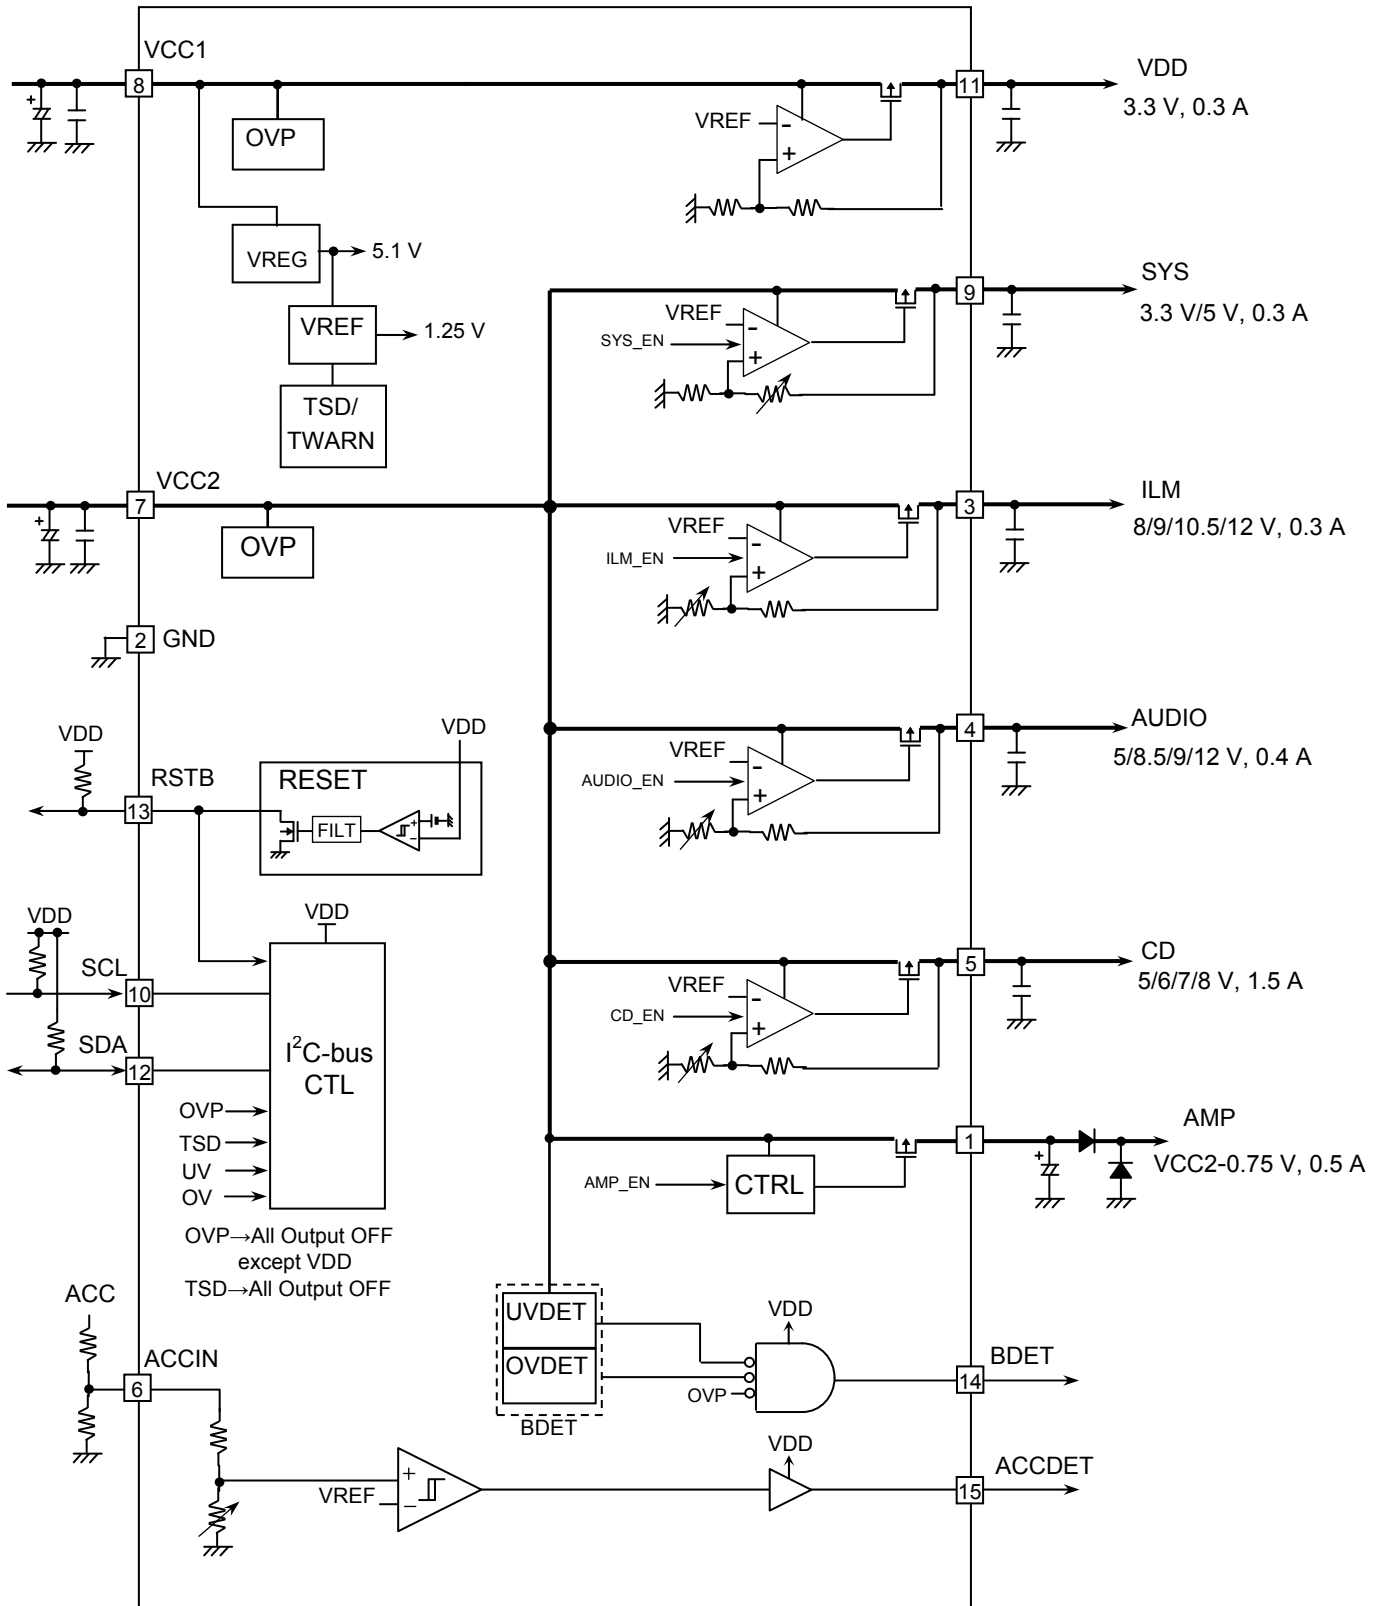 VCC1
8
11
VDD
3.3 V, 0.3 A
OVP
VREF
-
+
VREG
5.1 V
VREF
1.25 V
TSD/
TWARN
SYS
9
3.3 V/5 V, 0.3 A
VREF
-
SYS_EN
+
VCC2
7
OVP
ILM
3
8/9/10.5/12 V, 0.3 A
VREF
-
ILM_EN
+
2
GND
AUDIO
4
5/8.5/9/12 V, 0.4 A
VREF
-
AUDIO_EN
+
VDD
VDD
RSTB
13
RESET
FILT
+
-
VDD
VDD
SCL
10
SDA
12
I2C-bus
CTL
OVP
TSD
UV
OV
OVP→All Output OFF
except VDD
TSD→All Output OFF
CD
5
5/6/7/8 V, 1.5 A
VREF
-
CD_EN
+
AMP
1
VCC2-0.75 V, 0.5 A
AMP_EN
CTRL
+
+
+
UVDET
OVDET
BDET
VDD
OVP
BDET
14
ACC
ACCIN
6
VREF
+
−
VDD
ACCDET
15